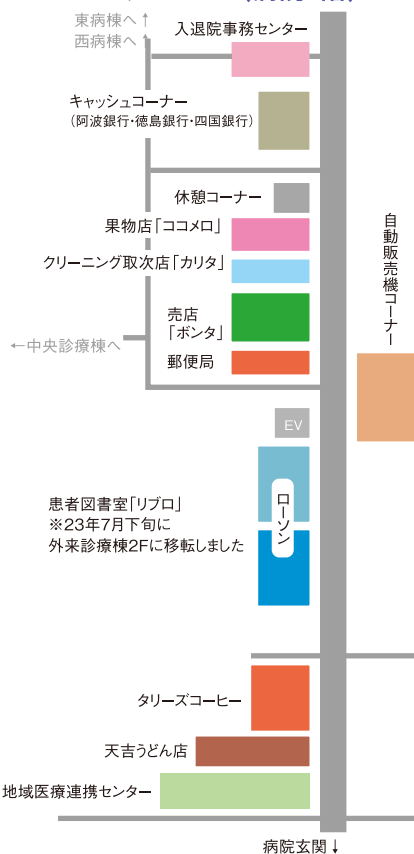 東病棟へ↑
西病棟へ↑
入退院事務センター
キャッシュコーナー
（阿波銀行・徳島銀行・四国銀行）
休憩コーナー
果物店「ココメロ」
クリーニング取次店「カリタ」
売店
「ボンタ」
郵便局
←中央診療棟へ
自動販売機コーナー
EV
ローソン
患者図書室「リブロ」
※23年7月下旬に
外来診療棟2Fに移転しました
タリーズコーヒー
天吉うどん店
地域医療連携センター
病院玄関↓